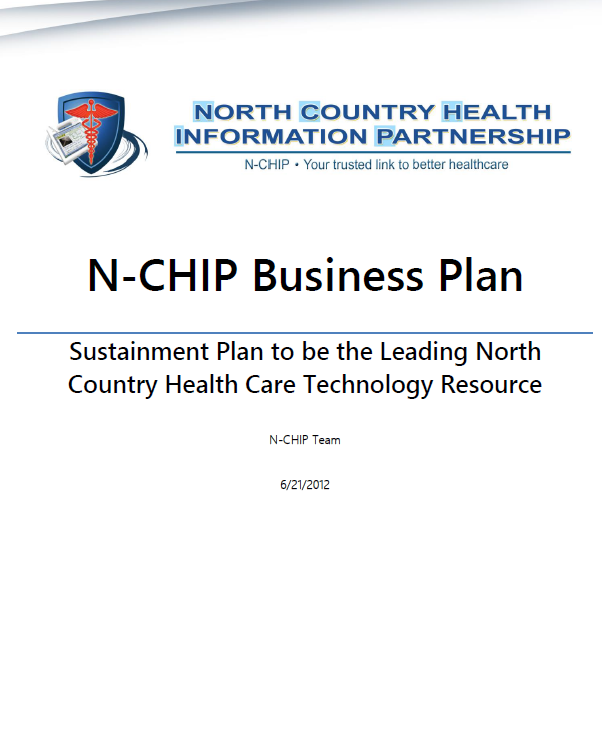 NORTH COUNTRY HEALTH
INFORMATION PARTNERSHIP
N-CHIP • Your trusted link to better healthcare
N-CHIP Business Plan
Sustainment Plan to be the Leading North
Country Health Care Technology Resource
N-CHIP Team
6/21/2012